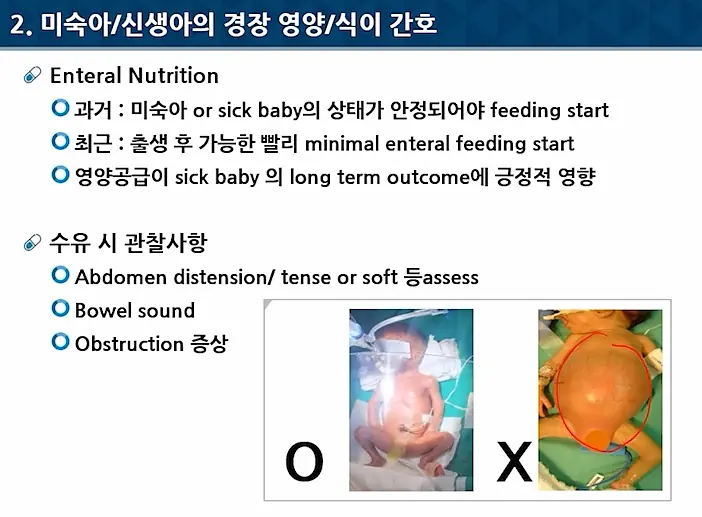 2. 미숙아/신생아의 경장 영양/식이 간호
Enteral Nutrition
과거 : 미숙아 or sick baby의 상태가 안정되어야 feeding start
최근 : 출생 후 가능한 빨리 minimal enteral feeding start
영양공급이 sick baby 의 long term outcome에 긍정적 영향
수유 시 관찰사항
Abdomen distension/ tense or soft 등assess
Bowel sound
Obstruction 증상
O X